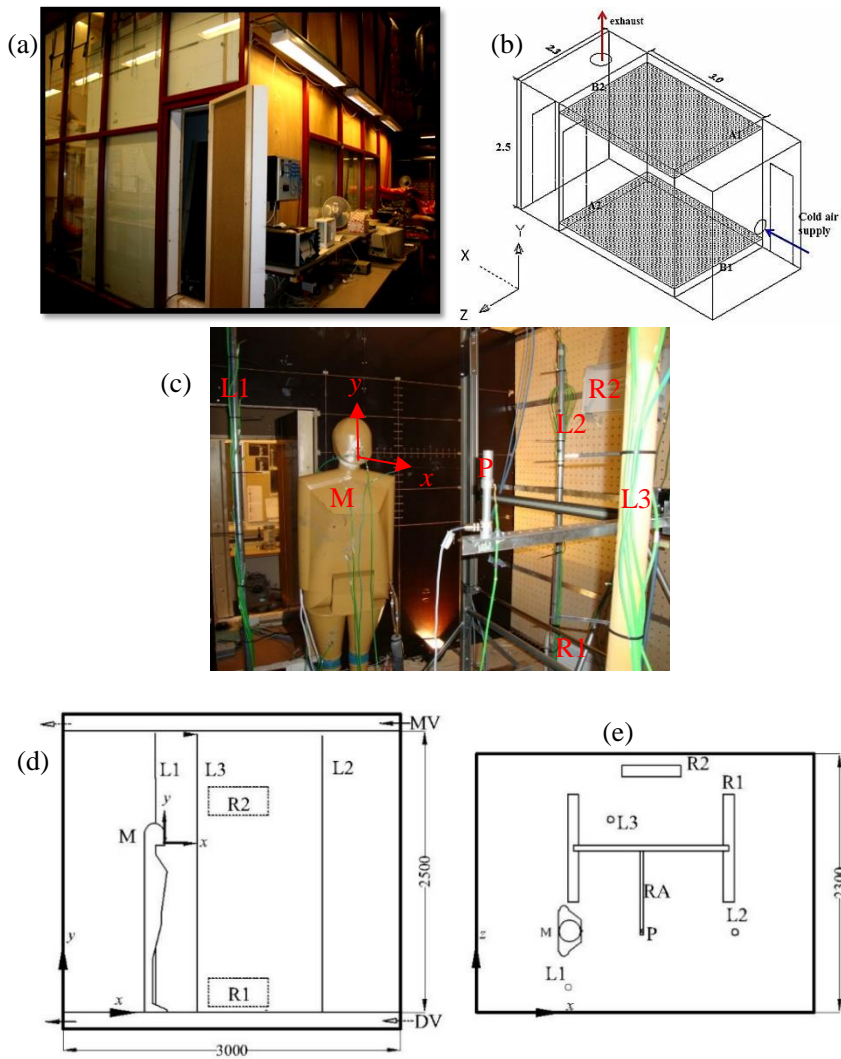 (a)
(b)
exhaust
2.3
3.0
B2
A1
2.5
A2
Cold air
supply
B1
Y
X
Z
(c)
L1
y
R2
L2
x
P
M
L3
R1
(d)
MV
L1
L3
L2
y
R2
M
x
2500
y
R1
x
DV
3000
(e)
R2
R1
L3
RA
2300
M
P
L2
z
L1
x